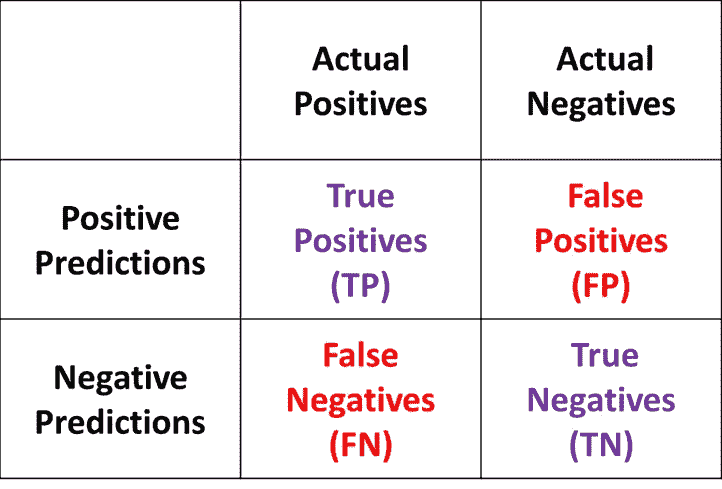 Actual
Positives
Actual
Negatives
Positive
Predictions
True
Positives
(TP)
False
Positives
(FP)
Negative
Predictions
False
Negatives
(FN)
True
Negatives
(TN)